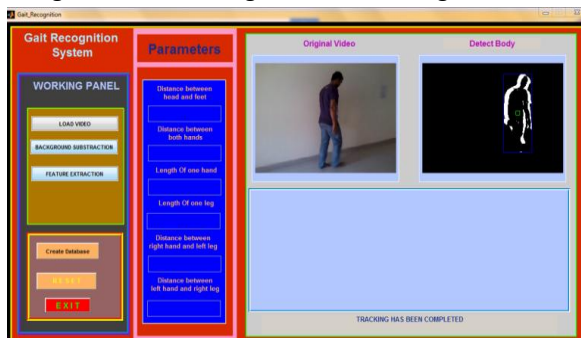 Gait_Recognition
Gait Recognition
System
WORKING PANEL
LOAD VIDEO
BACKGROUND SUBSTRACTION
FEATURE EXTRACTION
Create Database
RESET
EXIT
Parameters
Distance between
head and feet
Distance between
both hands
Length Of one hand
Length Of one leg
Distance between
right hand and left leg
Distance between
left hand and right leg
Original Video
Detect Body
TRACKING HAS BEEN COMPLETED